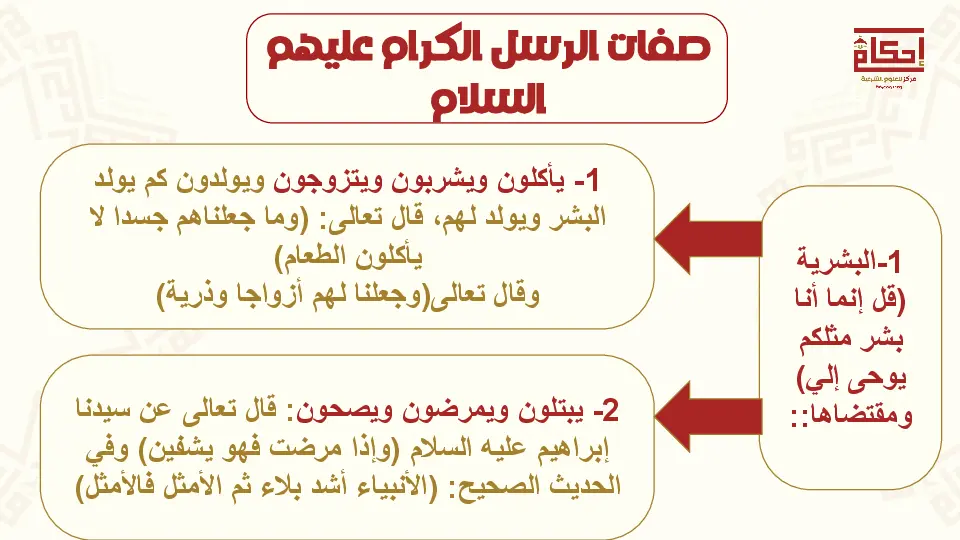 صفات الرسل الكرام عليهم
السلام
إحكام
مركز للعلوم الشرعية
1-البشرية
(قل إنما أنا
بشر مثلكم
يوحى إلي)
ومقتضاها::
1- يأكلون ويشربون ويتزوجون ويولدون كم يولد
البشر ويولد لهم، قال تعالى: (وما جعلناهم جسدا لا
يأكلون الطعام)
وقال تعالى(وجعلنا لهم أزواجا وذرية)
2- يبتلون ويمرضون ويصحون: قال تعالى عن سيدنا
إبراهيم عليه السلام (وإذا مرضت فهو يشفين) وفي
الحديث الصحيح: (الأنبياء أشد بلاء ثم الأمثل فالأمثل)